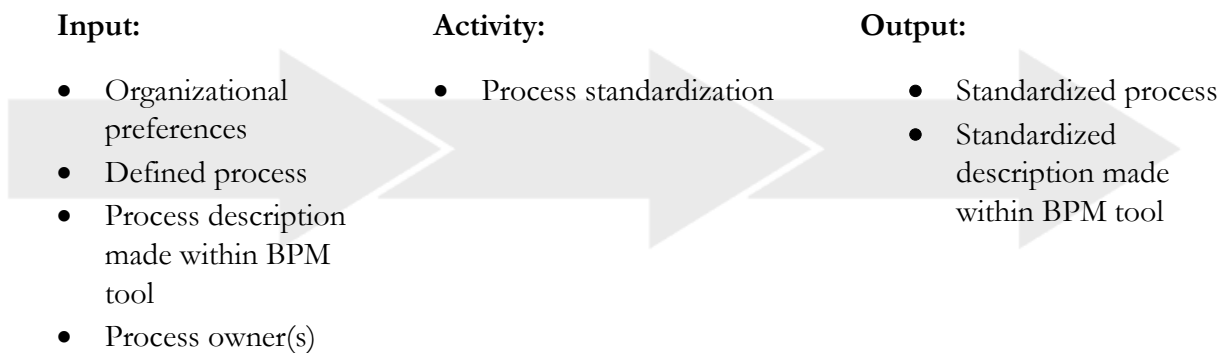 Input:
• Organizational
preferences
• Defined process
• Process description
made within BPM
tool
• Process owner(s)
Activity:
• Process standardization
Output:
• Standardized process
• Standardized
description made
within BPM tool